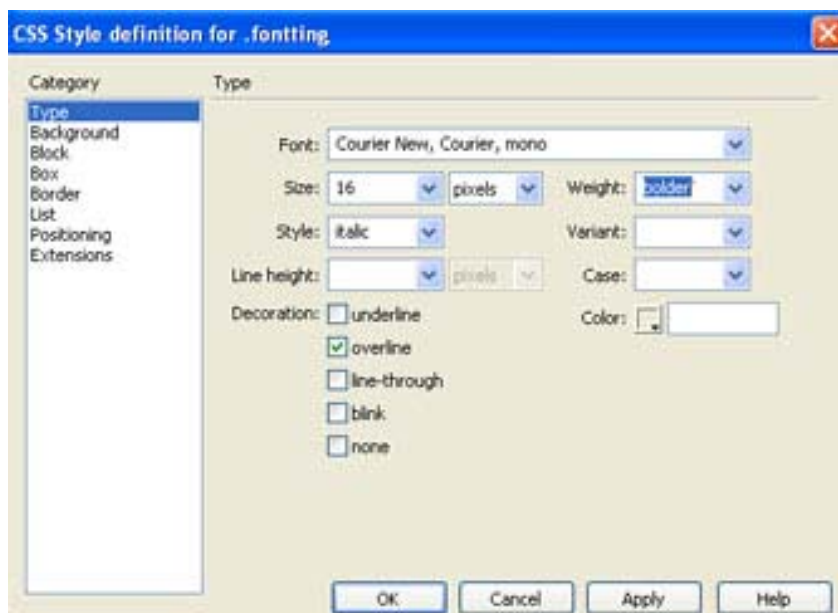 CSS Style definition for .fontting
Category
Type
Type
Background
Block
Box
Border
List
Positioning
Extensions
Font: Courier New, Courier, mono
Size: 16 pixels Weight: bolder
Style: italic Variant:
Line height: pixels Case:
Decoration: underline Color:
overline
line-through
blink
none
OK Cancel Apply Help